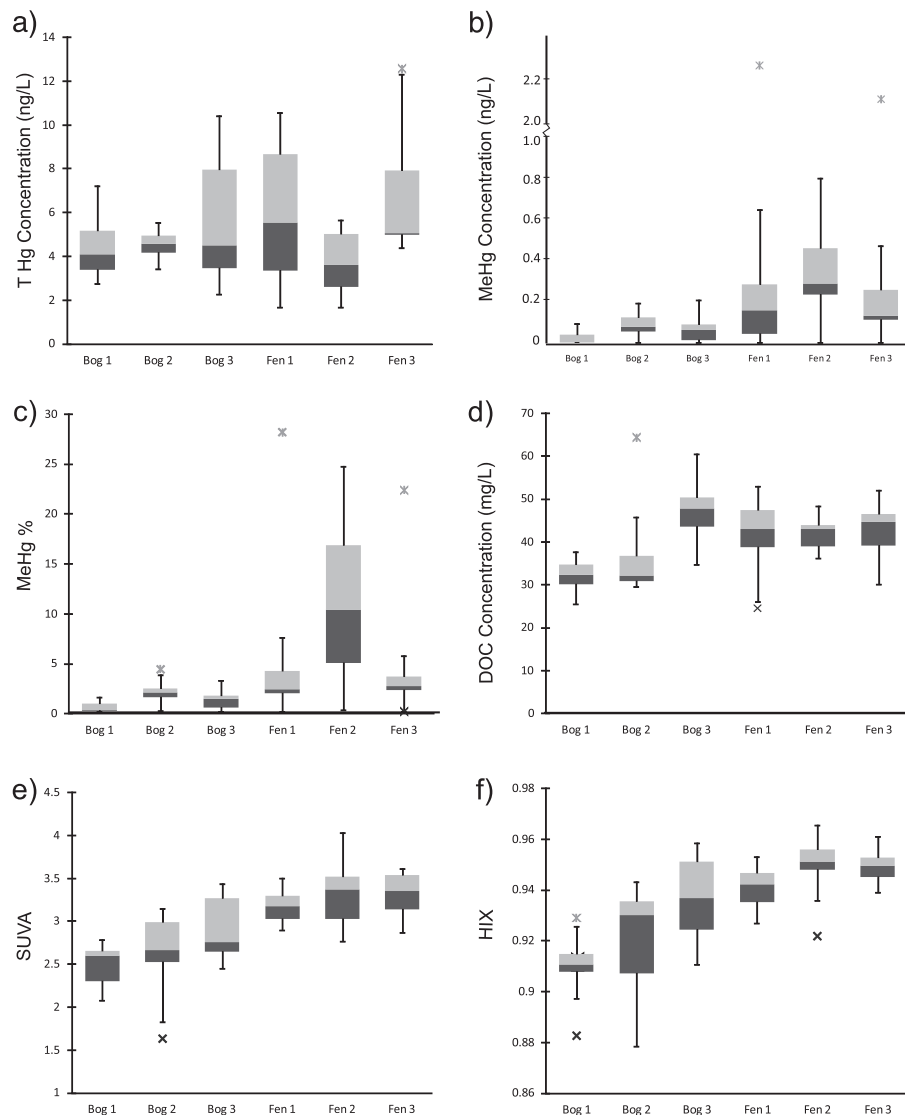 a)
T Hg Concentration (ng/L)
14
12
10
8
6
4
2
0
Bog 1 Bog 2 Bog 3 Fen 1 Fen 2 Fen 3
b)
MeHg Concentration (ng/L)
2.2
2.0
1.0
0.8
0.6
0.4
0.2
0
Bog 1 Bog 2 Bog 3 Fen 1 Fen 2 Fen 3
c)
MeHg %
30
25
20
15
10
5
0
Bog 1 Bog 2 Bog 3 Fen 1 Fen 2 Fen 3
d)
DOC Concentration (mg/L)
70
60
50
40
30
20
10
0
Bog 1 Bog 2 Bog 3 Fen 1 Fen 2 Fen 3
e)
SUVA
4.5
4
3.5
3
2.5
2
1.5
1
Bog 1 Bog 2 Bog 3 Fen 1 Fen 2 Fen 3
f)
HIX
0.98
0.96
0.94
0.92
0.9
0.88
0.86
Bog 1 Bog 2 Bog 3 Fen 1 Fen 2 Fen 3